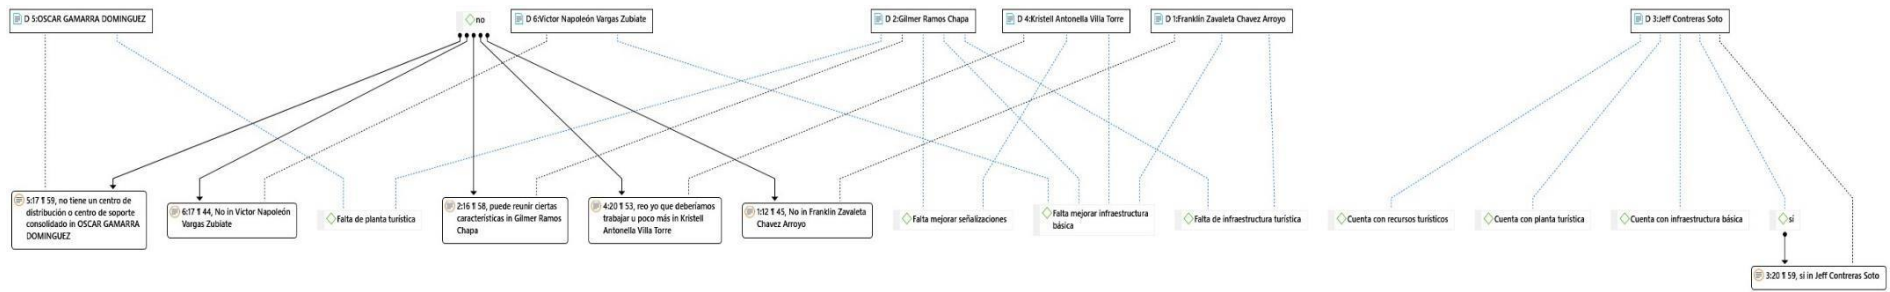 D 5:OSCAR GAMARRA DOMINGUEZ
no
D 6:Victor Napoleón Vargas Zubiate
D 2:Gilmer Ramos Chapa
D 4:Kristell Antonella Villa Torre
D 1:Franklin Zavaleta Chavez Arroyo
D 3:Jeff Contreras Soto
5:17 ¶ 59, no tiene un centro de
distribución o centro de soporte
consolidado in OSCAR GAMARRA
DOMINGUEZ
6:17 ¶ 44, No in Victor Napoleón
Vargas Zubiate
Falta de planta turística
2:16 ¶ 58, puede reunir ciertas
características in Gilmer Ramos
Chapa
4:20 ¶ 53, reo yo que deberíamos
trabajar u poco más in Kristell
Antonella Villa Torre
1:12 ¶ 45, No in Franklin Zavaleta
Chavez Arroyo
Falta mejorar señalizaciones
Falta mejorar infraestructura
básica
Falta de infraestructura turística
Cuenta con recursos turísticos
Cuenta con planta turística
Cuenta con infraestructura básica
sí
3:20 ¶ 59, si in Jeff Contreras Soto